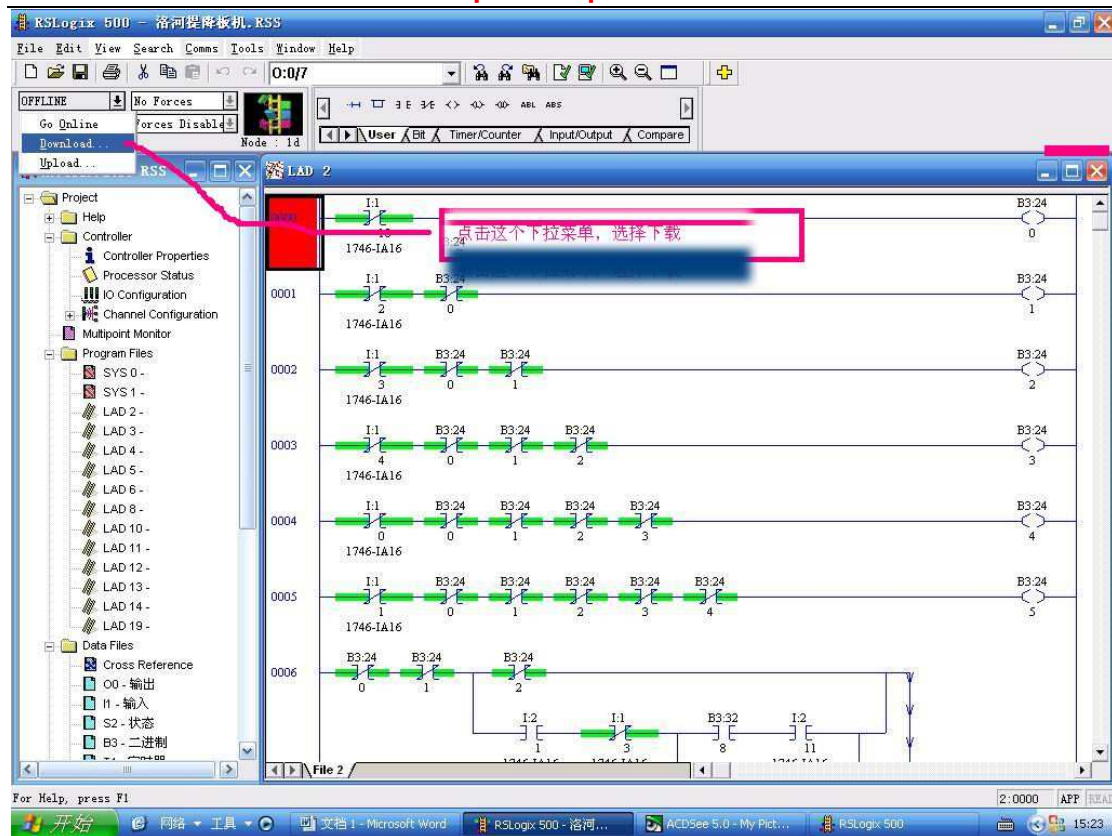 RSLogix 500 - 洛河程降板机.RSS
File Edit View Search Comms Tools Window Help
O:0/7
OFFLINE No Forces
Go Online Forces Disabled
Download... Node : 1d
Upload...
ABL ABS
User Bit Timer/Counter Input/Output Compare
RSS
LAD 2
Project
Help
Controller
Controller Properties
Processor Status
IO Configuration
Channel Configuration
Multipoint Monitor
Program Files
SYS 0 -
SYS 1 -
LAD 2 -
LAD 3 -
LAD 4 -
LAD 5 -
LAD 6 -
LAD 8 -
LAD 10 -
LAD 11 -
LAD 12 -
LAD 13 -
LAD 14 -
LAD 19 -
Data Files
Cross Reference
O0 - 输出
I1 - 输入
S2 - 状态
B3 - 二进制
0000 I:1 B3:24
10 0
1746-IA16
点击这个下拉菜单，选择下载
I:1 B3:24 B3:24
0001
2 0 1
1746-IA16
I:1 B3:24 B3:24 B3:24
0002
3 0 1 2
1746-IA16
I:1 B3:24 B3:24 B3:24 B3:24
0003
4 0 1 2 3
1746-IA16
I:1 B3:24 B3:24 B3:24 B3:24 B3:24
0004
0 0 1 2 3 4
1746-IA16
I:1 B3:24 B3:24 B3:24 B3:24 B3:24 B3:24
0005
1 0 1 2 3 4 5
1746-IA16
B3:24 B3:24 B3:24
0006
0 1 2
I:2 I:1 B3:32 I:2
1 3 8 11
File 2
For Help, press F1
2:0000 APP READ
开始 网络 工具 文档 1 - Microsoft Word RSLogix 500 - 洛河... ACDSee 5.0 - My Pict... RSLogix 500 15:23